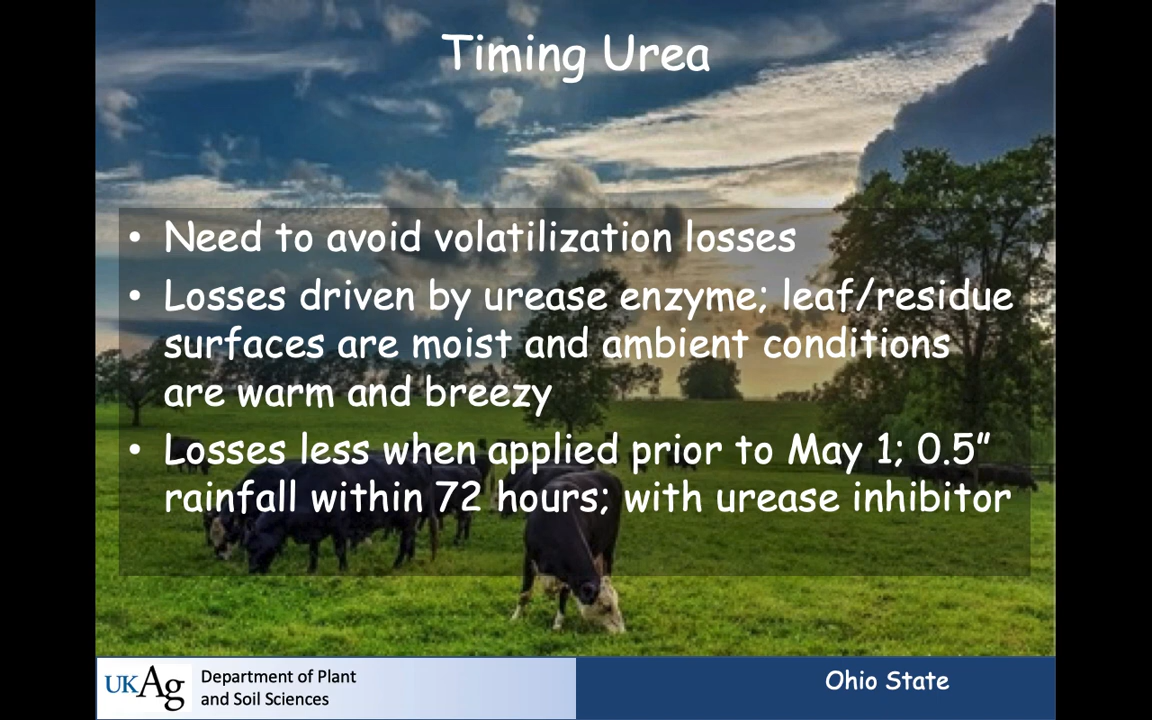 Timing Urea
• Need to avoid volatilization losses
• Losses driven by urease enzyme; leaf/residue
surfaces are moist and ambient conditions
are warm and breezy
• Losses less when applied prior to May 1; 0.5”
rainfall within 72 hours; with urease inhibitor
UKAg
Department of Plant
and Soil Sciences
Ohio State